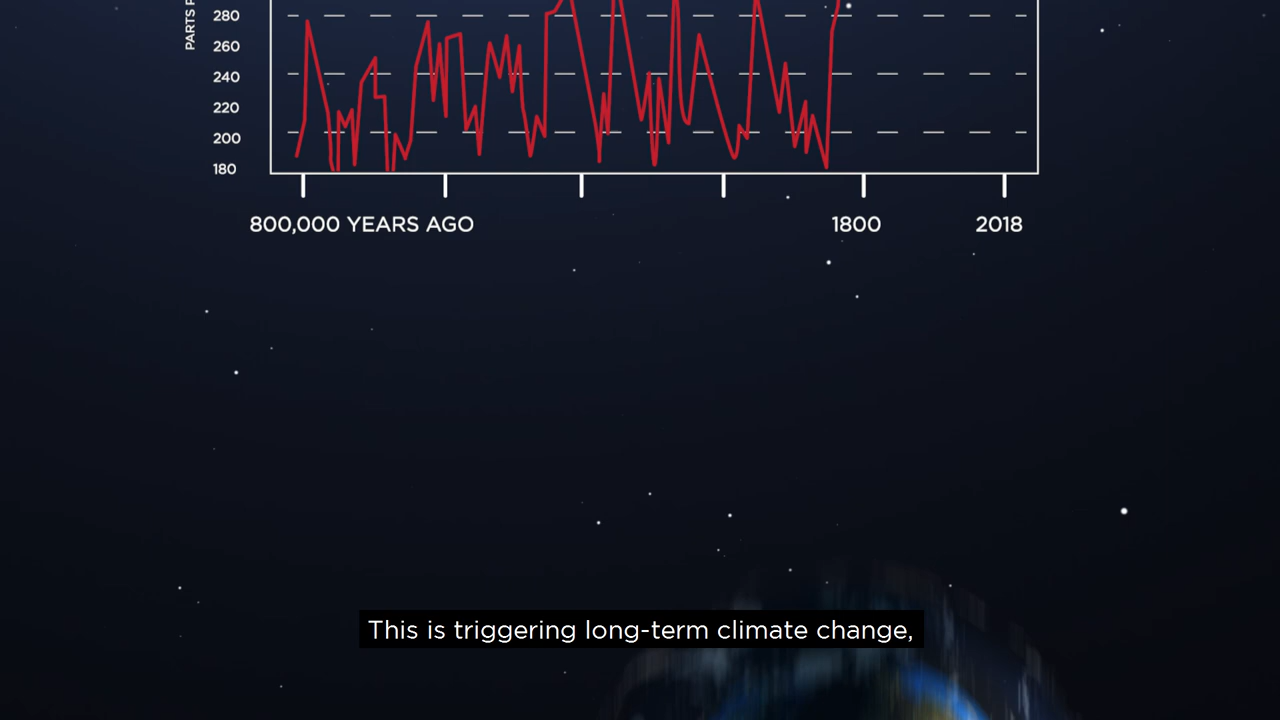 PARTS
280
260
240
220
200
180
800,000 YEARS AGO
1800
2018
This is triggering long-term climate change,